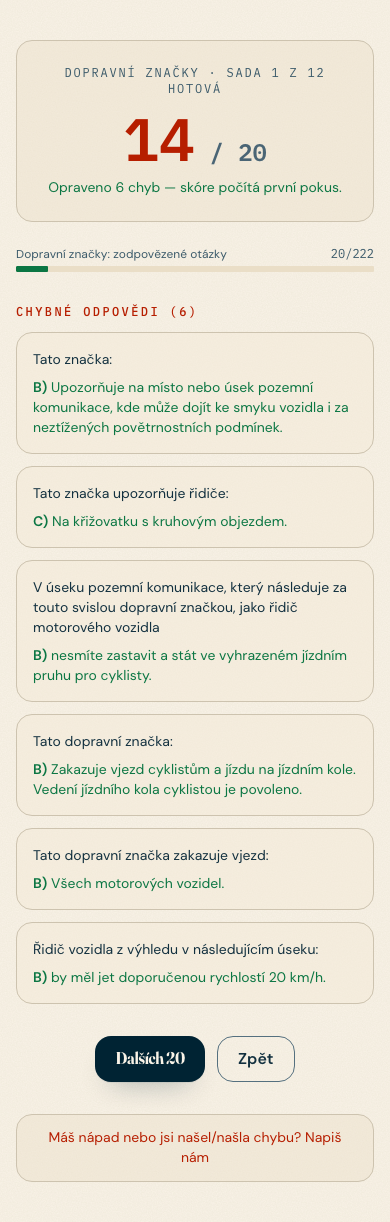 DOPRAVNÍ ZNAČKY · SADA 1 Z 12
HOTOVÁ
14 / 20
Opraveno 6 chyb — skóre počítá první pokus.
Dopravní značky: zodpovězené otázky 20/222
CHYBNÉ ODPOVĚDI (6)
Tato značka:
B) Upozorňuje na místo nebo úsek pozemní
komunikace, kde může dojít ke smyku vozidla i za
neztížených povětrnostních podmínek.
Tato značka upozorňuje řidiče:
C) Na křižovatku s kruhovým objezdem.
V úseku pozemní komunikace, který následuje za
touto svislou dopravní značkou, jako řidič
motorového vozidla
B) nesmíte zastavit a stát ve vyhrazeném jízdním
pruhu pro cyklisty.
Tato dopravní značka:
B) Zakazuje vjezd cyklistům a jízdu na jízdním kole.
Vedení jízdního kola cyklistou je povoleno.
Tato dopravní značka zakazuje vjezd:
B) Všech motorových vozidel.
Řidič vozidla z výhledu v následujícím úseku:
B) by měl jet doporučenou rychlostí 20 km/h.
Dalších 20 Zpět
Máš nápad nebo jsi našel/našla chybu? Napiš
nám